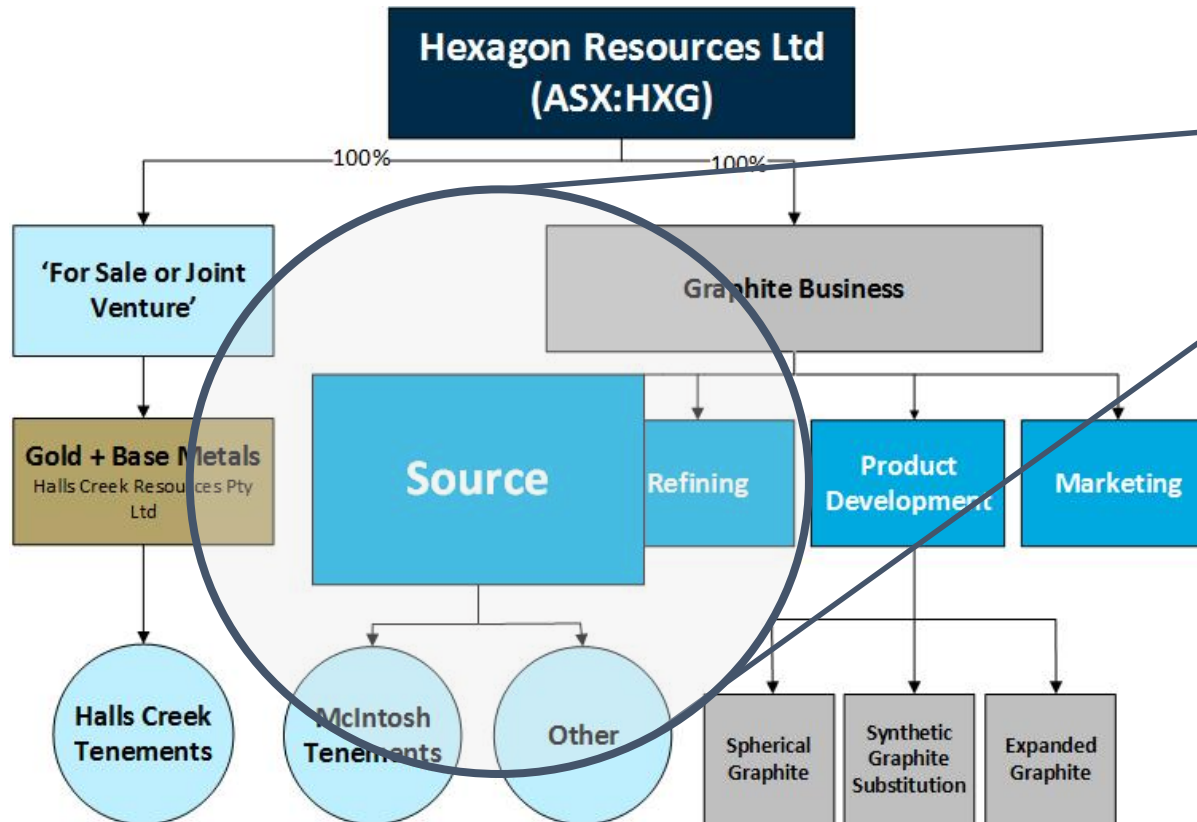 Hexagon Resources Ltd
(ASX:HXG)
100%
100%
‘For Sale or Joint
Venture’
Graphite Business
Gold + Base Metals
Halls Creek Resources Pty
Ltd
Source
Refining
Product
Development
Marketing
Halls Creek
Tenements
McIntosh
Tenements
Other
Spherical
Graphite
Synthetic
Graphite
Substitution
Expanded
Graphite